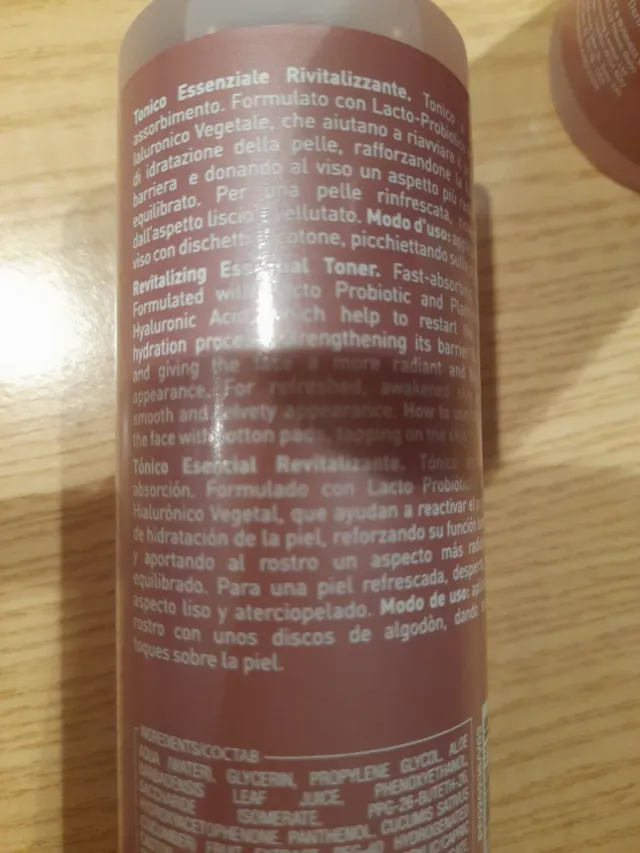 Tonico Essenziale Rivitalizzante. Tonico
assorbimento. Formulato con Lacto-Probiotico
Ialuronico Vegetale, che aiutano a riavviare il
di idratazione della pelle, rafforzandone la
barriera e donando al viso un aspetto più
equilibrato. Per una pelle rinfrescata,
dall'aspetto liscio vellutato. Modo d'uso:
viso con dischetti cotone, picchiettando
Revitalizing Essential Toner. Fast-absorbing
Formulated with Lacto Probiotic and
Hyaluronic Acid which help to restart
hydration process, strengthening its barrier
and giving the face a more radiant and
appearance. For refreshed, awakened
smooth and velvety appearance. How to use
the face with cotton pads, tapping on the skin.
Tónico Esencial Revitalizante. Tónico
absorción. Formulado con Lacto
Hialurónico Vegetal, que ayudan a reactivar el
de hidratación de la piel, reforzando su función
y aportando al rostro un aspecto más
equilibrado. Para una piel refrescada,
aspecto liso y aterciopelado. Modo de uso:
rostro con unos discos de algodòn, dando
toques sobre la piel.
INGREDIENTS/COCTAB
AQUA (WATER), GLYCERIN, PROPYLENE GLYCOL, ALOE
BARBADENSIS LEAF JUICE, PHENOXYETHANOL,
SACCHARIDE ISOMERATE, PPG-26-BUTETH-26,
HYDROXYACETOPHENONE, PANTHENOL, CUCUMIS SATIVUS
(CUCUMBER) FRUIT EXTRACT, PEG-40 HYDROGENATED